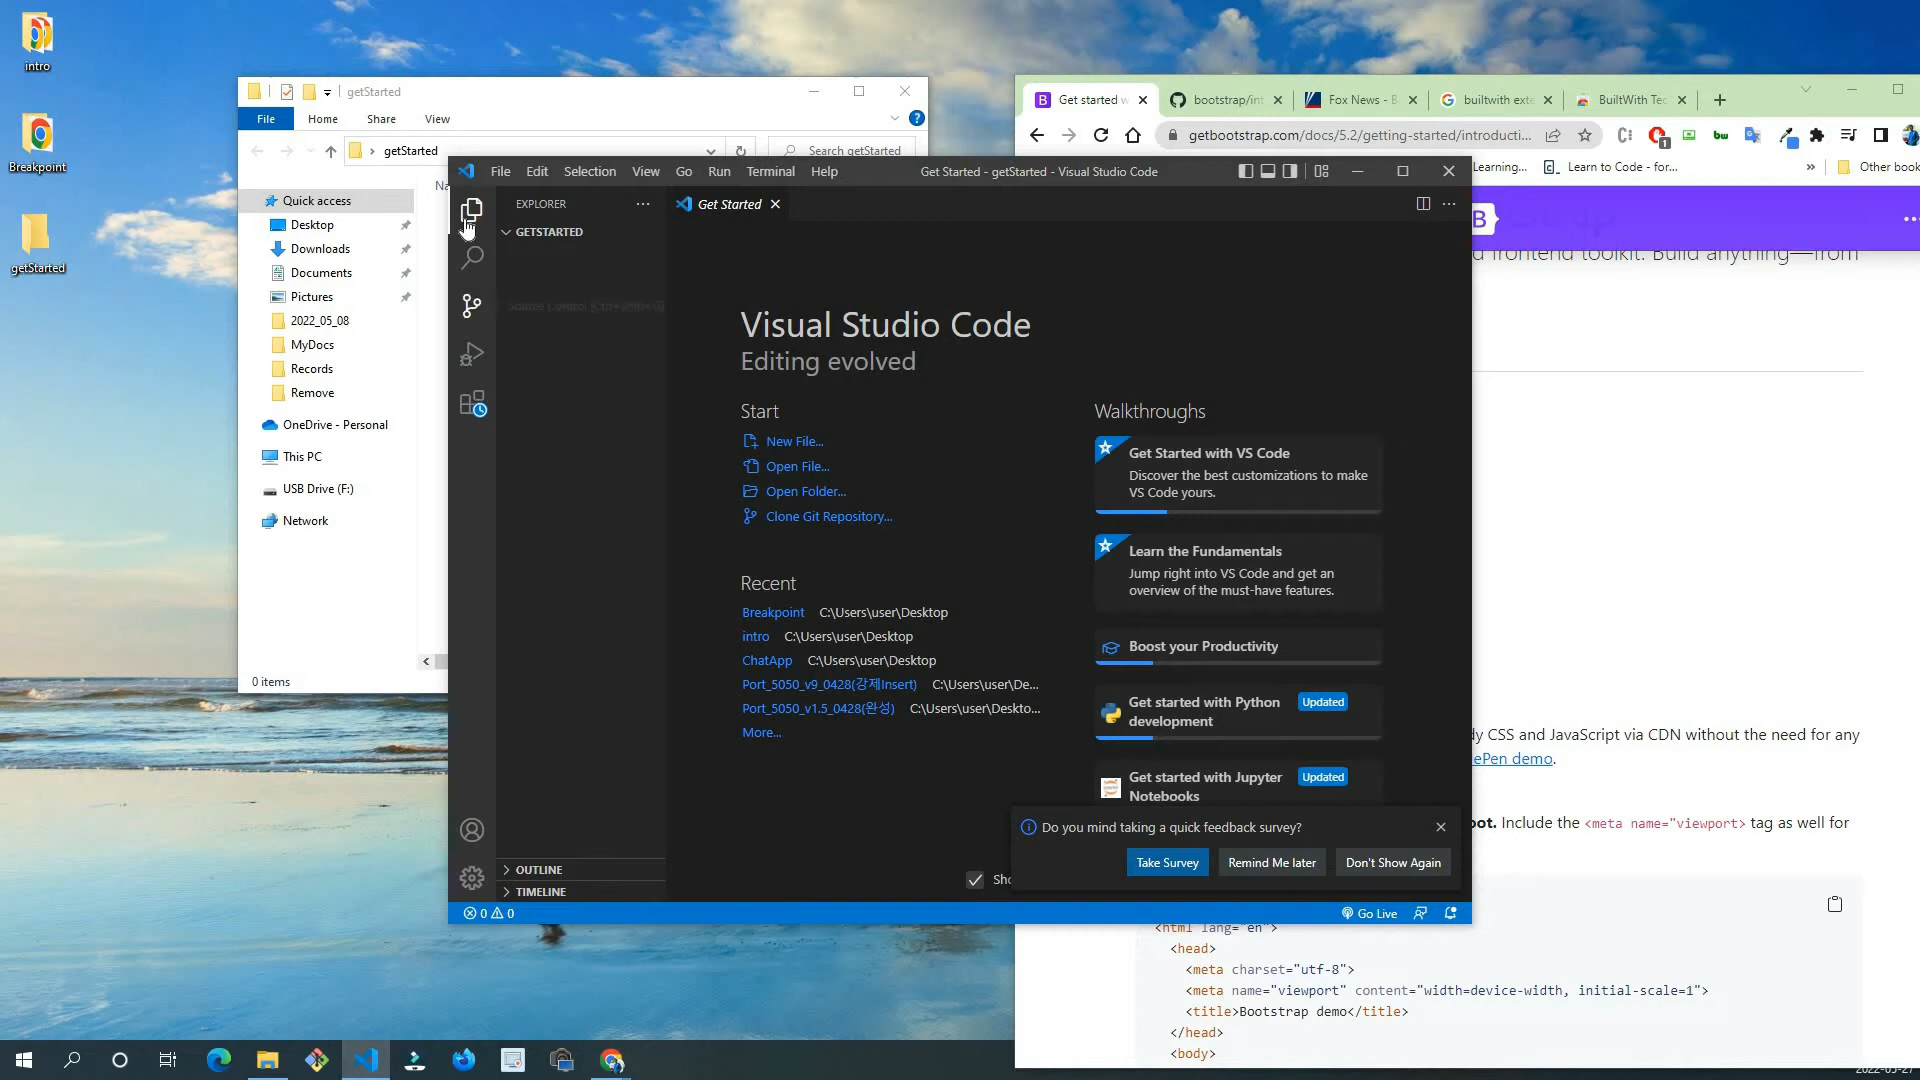 intro
Breakpoint
getStarted
getStarted
File
Home
Share
View
getStarted
Search getStarted
Quick access
Desktop
Downloads
Documents
Pictures
2022_05_08
MyDocs
Records
Remove
OneDrive - Personal
This PC
USB Drive (F:)
Network
0 items
File Edit Selection View Go Run Terminal Help
Get Started - getStarted - Visual Studio Code
EXPLORER
GETSTARTED
OUTLINE
TIMELINE
Get Started
Visual Studio Code
Editing evolved
Start
New File...
Open File...
Open Folder...
Clone Git Repository...
Recent
Breakpoint C:\Users\user\Desktop
intro C:\Users\user\Desktop
ChatApp C:\Users\user\Desktop
Port_5050_v9_0428(강제Insert) C:\Users\user\De...
Port_5050_v1.5_0428(완성) C:\Users\user\Deskto...
More...
Walkthroughs
Get Started with VS Code
Discover the best customizations to make
VS Code yours.
Learn the Fundamentals
Jump right into VS Code and get an
overview of the must-have features.
Boost your Productivity
Get started with Python
development
Updated
Get started with Jupyter
Notebooks
Updated
Do you mind taking a quick feedback survey?
Take Survey
Remind Me later
Don't Show Again
Sho
0 0
Go Live
Get started w
bootstrap/int
Fox News - B
builtwith exte
BuiltWith Tec
getbootstrap.com/docs/5.2/getting-started/introducti...
Learning...
Learn to Code - for...
Other book
B
frontend toolkit. Build anything—from
CSS and JavaScript via CDN without the need for any
ePen demo.
oot. Include the <meta name="viewport> tag as well for
<html lang="en">
<head>
<meta charset="utf-8">
<meta name="viewport" content="width=device-width, initial-scale=1">
<title>Bootstrap demo</title>
</head>
<body>
2022-05-27